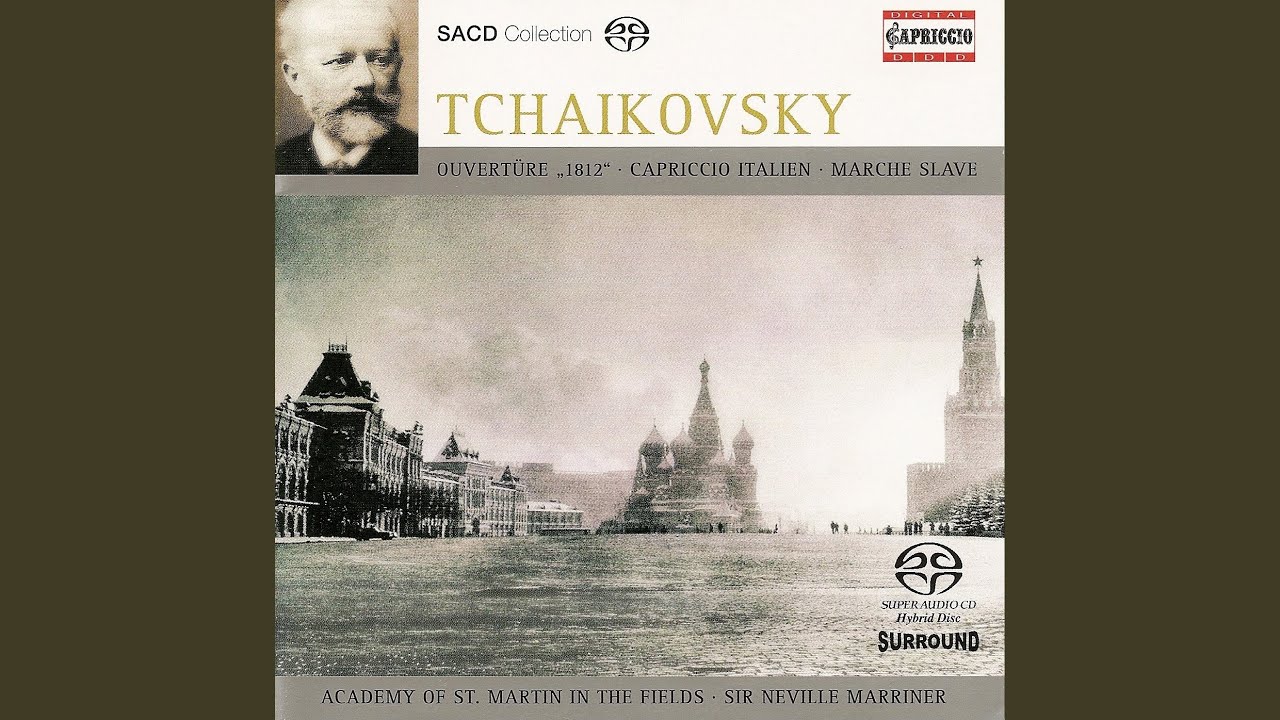 SACD Collection
DIGITAL
CAPRICCIO
D D D
TCHAIKOVSKY
OUVERTÜRE „1812“ · CAPRICCIO ITALIEN · MARCHE SLAVE
SUPER AUDIO CD
Hybrid Disc
SURROUND
ACADEMY OF ST. MARTIN IN THE FIELDS · SIR NEVILLE MARRINER